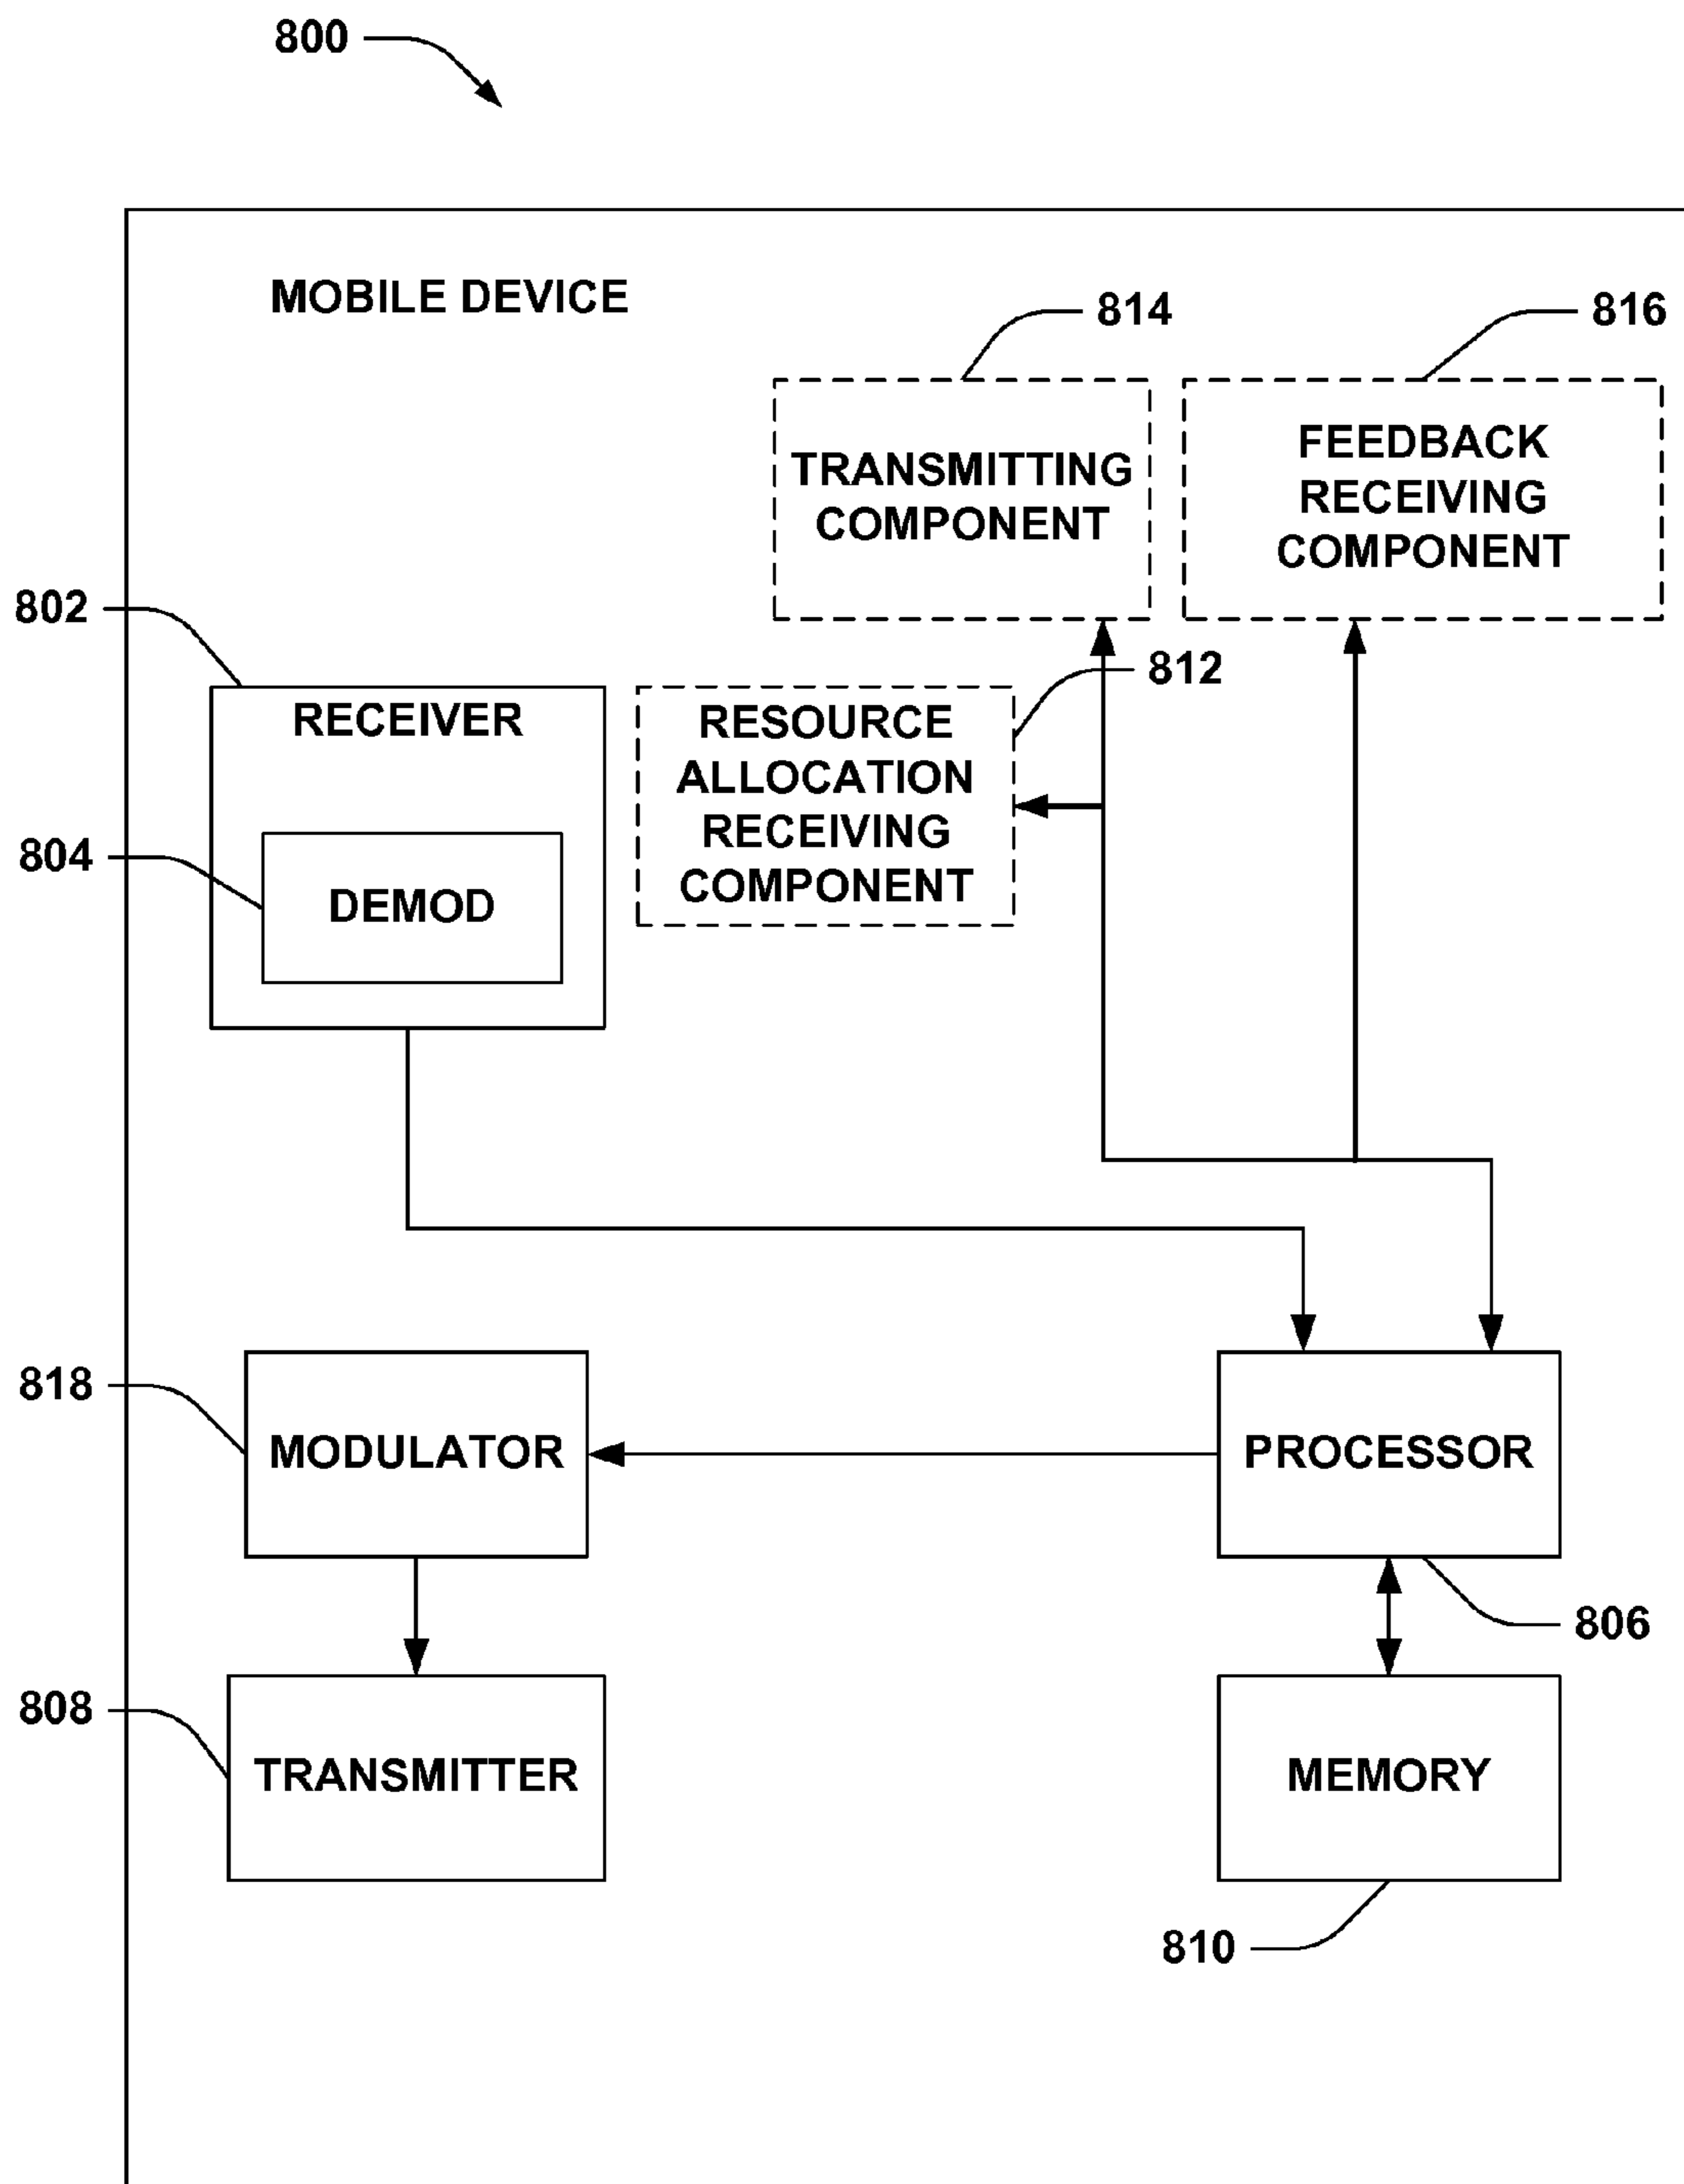 800
MOBILE DEVICE
814
816
TRANSMITTING
COMPONENT
FEEDBACK
RECEIVING
COMPONENT
802
812
RECEIVER
RESOURCE
ALLOCATION
RECEIVING
COMPONENT
804
DEMOD
818
MODULATOR
PROCESSOR
806
808
TRANSMITTER
MEMORY
810